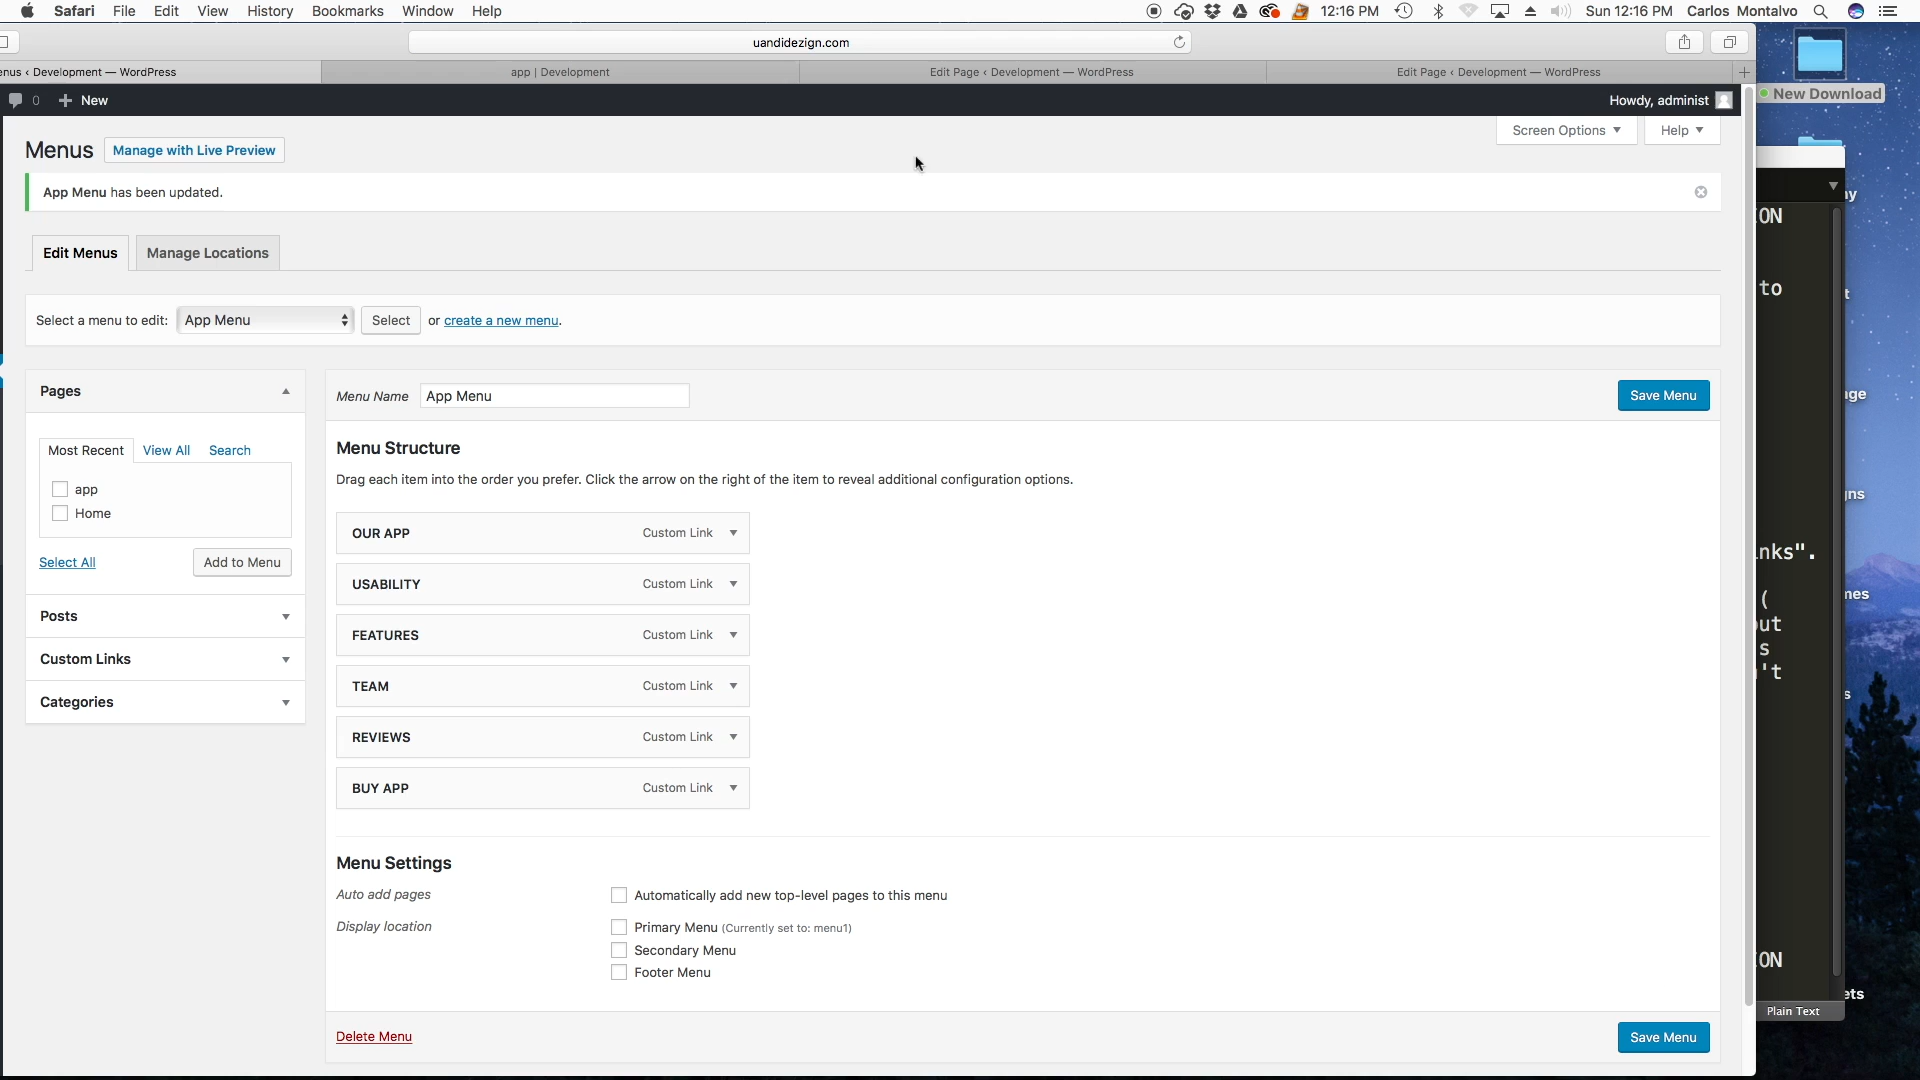 Safari File Edit View History Bookmarks Window Help 12:16 PM Sun 12:16 PM Carlos Montalvo
uandidezign.com
enus ‹ Development — WordPress app | Development Edit Page ‹ Development — WordPress Edit Page ‹ Development — WordPress
0 New Howdy, administ
New Download
Menus Manage with Live Preview Screen Options Help
App Menu has been updated.
Edit Menus Manage Locations
Select a menu to edit: App Menu Select or create a new menu.
Pages
Most Recent View All Search
app
Home
Select All Add to Menu
Posts
Custom Links
Categories
Menu Name App Menu Save Menu
Menu Structure
Drag each item into the order you prefer. Click the arrow on the right of the item to reveal additional configuration options.
OUR APP Custom Link
USABILITY Custom Link
FEATURES Custom Link
TEAM Custom Link
REVIEWS Custom Link
BUY APP Custom Link
Menu Settings
Auto add pages Automatically add new top-level pages to this menu
Display location Primary Menu (Currently set to: menu1)
Secondary Menu
Footer Menu
Delete Menu Save Menu
ION
to
inks".
(
out
s
n't
ION
Plain Text